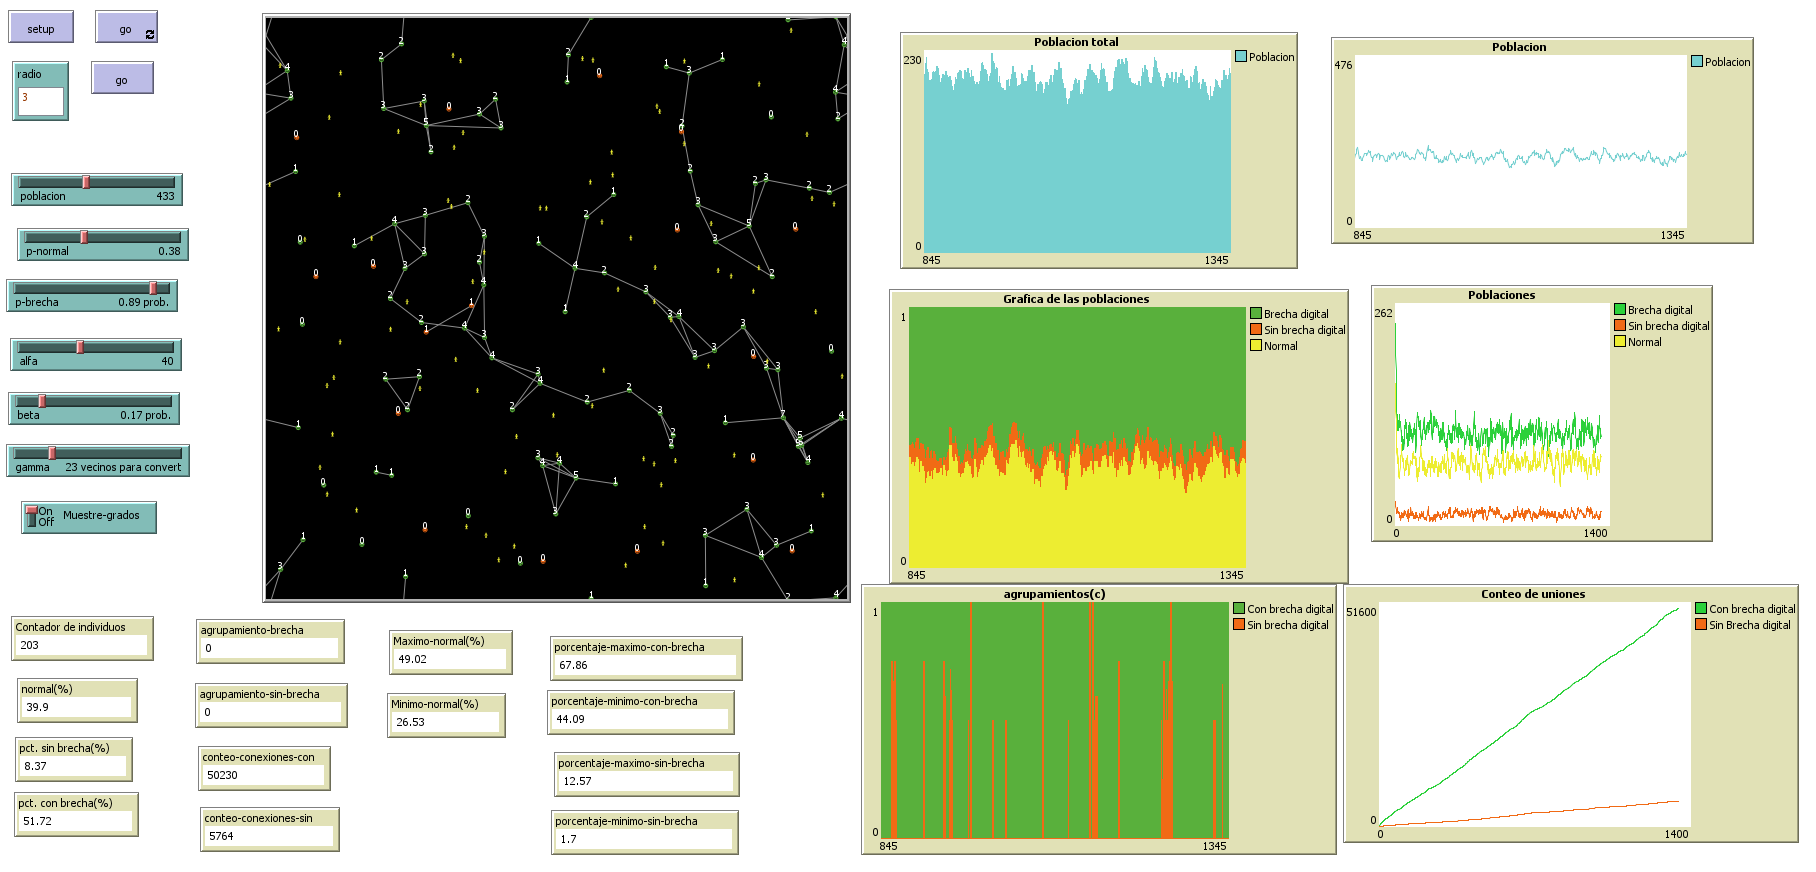 setup
go
radio
3
go
poblacion
433
p-normal
0.38
p-brecha
0.89 prob.
alfa
40
beta
0.17 prob.
gamma
23 vecinos para convert
On
Off
Muestre-grados
Contador de individuos
203
normal(%)
39.9
pct. sin brecha(%)
8.37
pct. con brecha(%)
51.72
agrupamiento-brecha
0
agrupamiento-sin-brecha
0
conteo-conexiones-con
50230
conteo-conexiones-sin
5764
Maximo-normal(%)
49.02
Minimo-normal(%)
26.53
porcentaje-maximo-con-brecha
67.86
porcentaje-minimo-con-brecha
44.09
porcentaje-maximo-sin-brecha
12.57
porcentaje-minimo-sin-brecha
1.7
Poblacion total
230
0
845
1345
Poblacion
Poblacion
476
0
845
1345
Poblacion
Grafica de las poblaciones
1
0
845
1345
Brecha digital
Sin brecha digital
Normal
Poblaciones
262
0
0
1400
Brecha digital
Sin brecha digital
Normal
agrupamientos(c)
1
0
845
1345
Con brecha digital
Sin brecha digital
Conteo de uniones
51600
0
0
1400
Con brecha digital
Sin Brecha digital